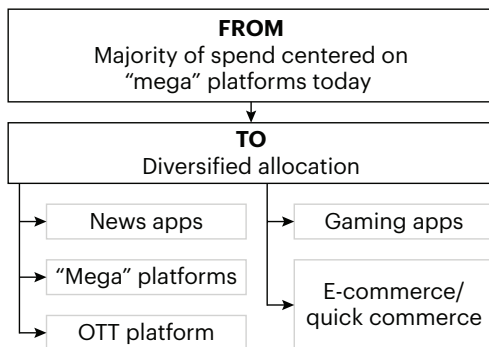 FROM
Majority of spend centered on
“mega” platforms today
TO
Diversified allocation
News apps
“Mega” platforms
OTT platform
Gaming apps
E-commerce/
quick commerce